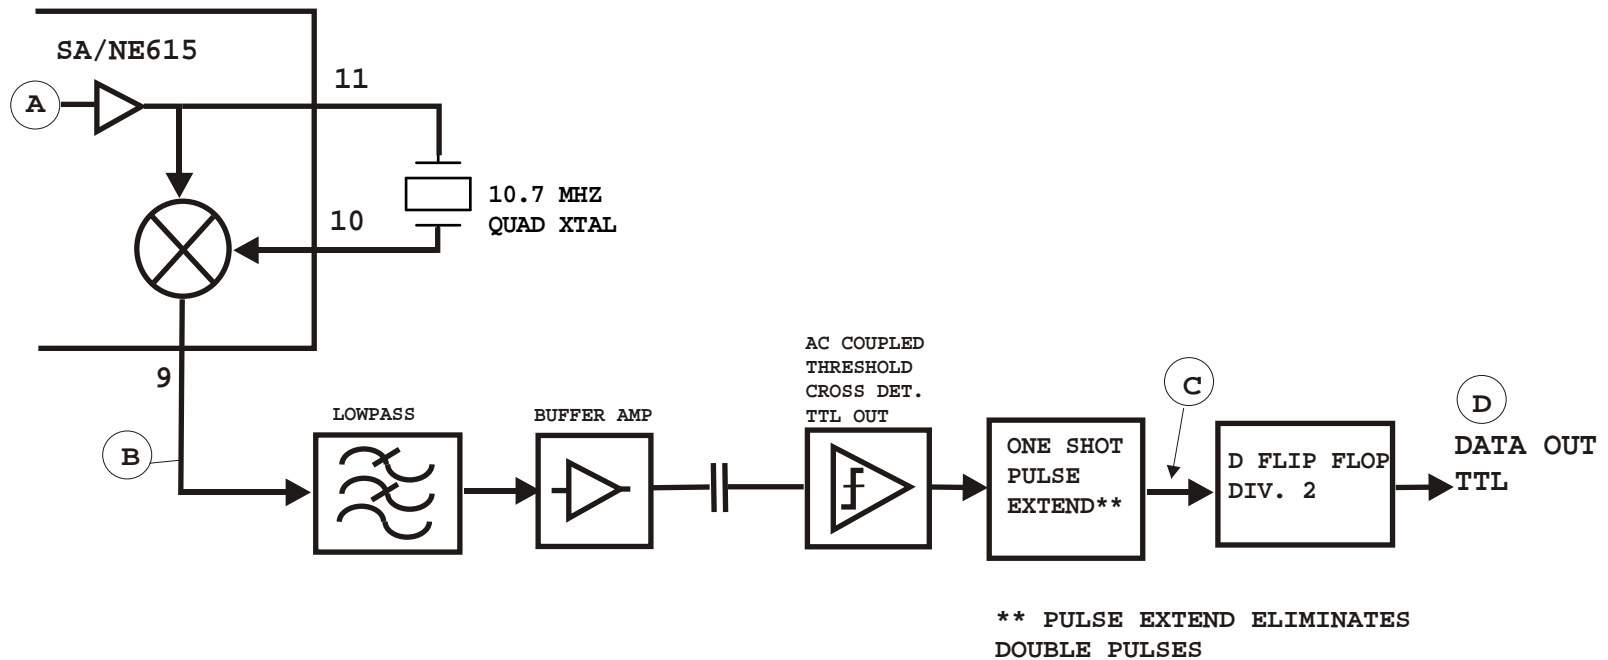 SA/NE615
A
11
10.7 MHZ
QUAD XTAL
10
9
B
LOWPASS
BUFFER AMP
AC COUPLED
THRESHOLD
CROSS DET.
TTL OUT
ONE SHOT
PULSE
EXTEND**
C
D FLIP FLOP
DIV. 2
D
DATA OUT
TTL
** PULSE EXTEND ELIMINATES
DOUBLE PULSES